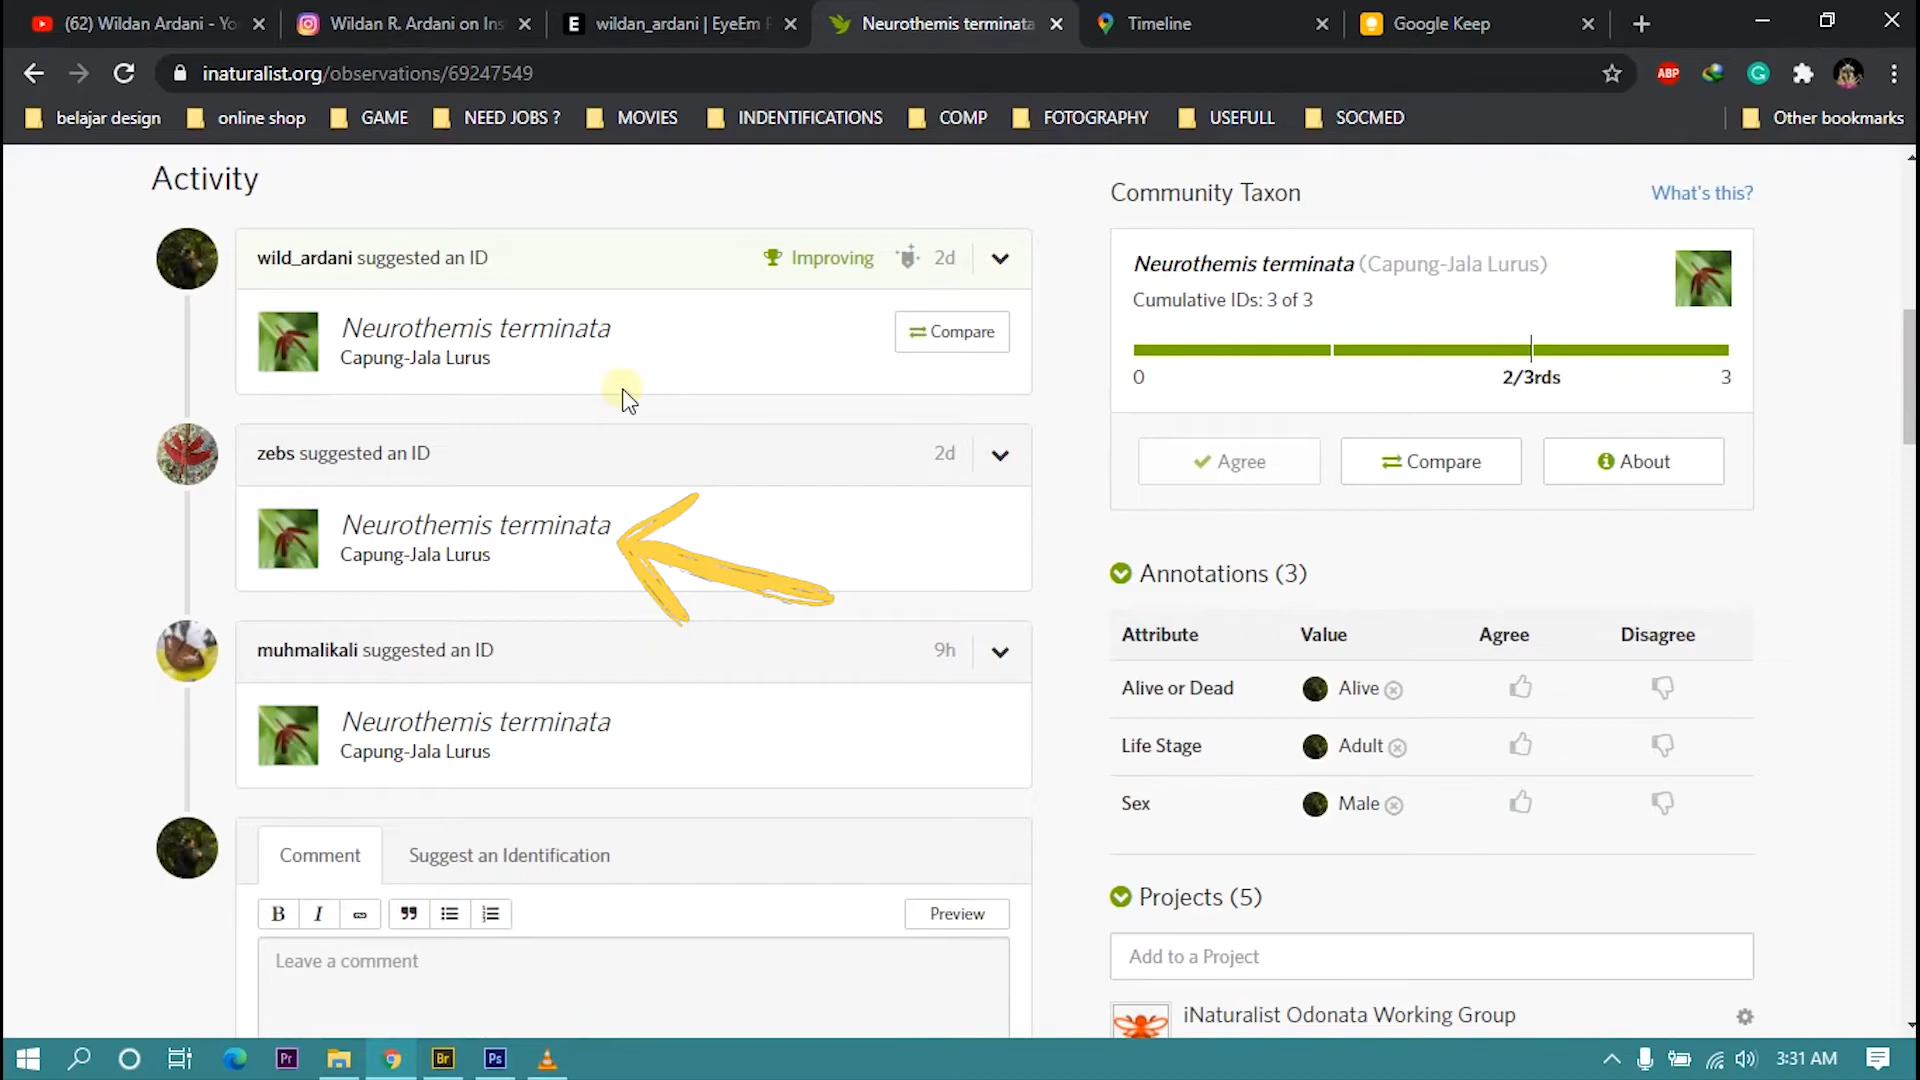 (62) Wildan Ardani - Yo
Wildan R. Ardani on Ins
wildan_ardani | EyeEm P
Neurothemis terminata
Timeline
Google Keep
inaturalist.org/observations/69247549
ABP
belajar design
online shop
GAME
NEED JOBS ?
MOVIES
INDENTIFICATIONS
COMP
FOTOGRAPHY
USEFULL
SOCMED
Other bookmarks
Activity
wild_ardani suggested an ID
Improving
2d
Neurothemis terminata
Capung-Jala Lurus
Compare
zebs suggested an ID
2d
Neurothemis terminata
Capung-Jala Lurus
muhmalikali suggested an ID
9h
Neurothemis terminata
Capung-Jala Lurus
Comment
Suggest an Identification
B I
Preview
Leave a comment
Community Taxon
What's this?
Neurothemis terminata (Capung-Jala Lurus)
Cumulative IDs: 3 of 3
0 2/3rds 3
Agree
Compare
About
Annotations (3)
Attribute Value Agree Disagree
Alive or Dead Alive
Life Stage Adult
Sex Male
Projects (5)
Add to a Project
iNaturalist Odonata Working Group
Pr
Br
Ps
3:31 AM